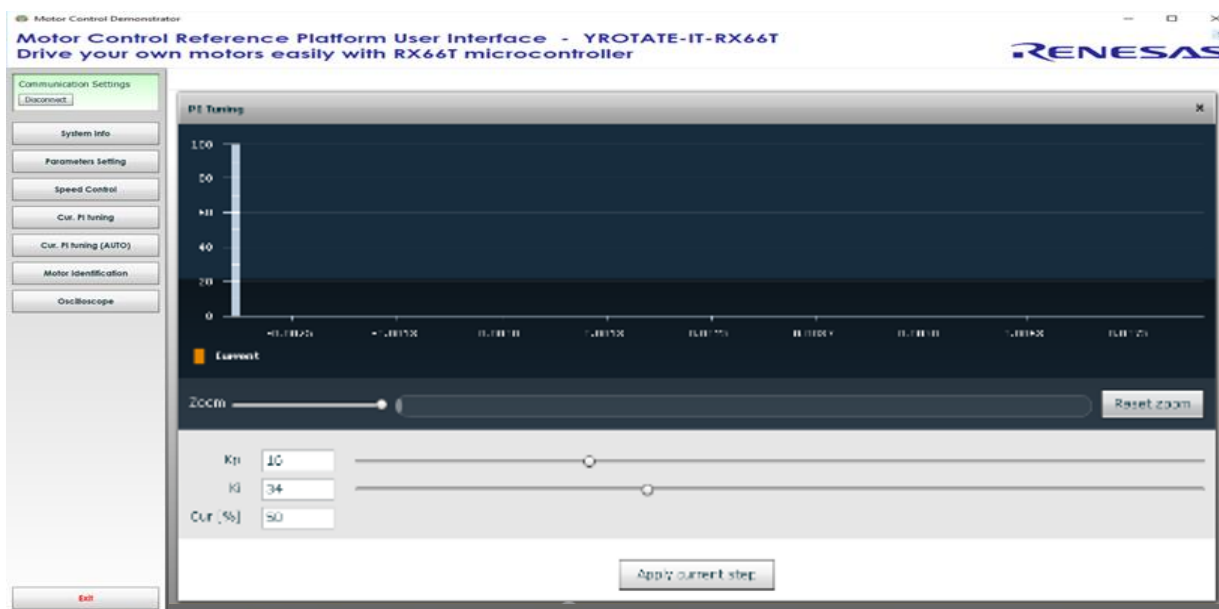 Motor Control Demonstrator
Motor Control Reference Platform User Interface - YROTATE-IT-RX66T
Drive your own motors easily with RX66T microcontroller
RENESAS
Communication Settings
Disconnect
System Info
Parameters Setting
Speed Control
Cur. PI tuning
Cur. PI tuning (AUTO)
Motor Identification
Oscilloscope
Exit
PI Tuning
100
80
60
40
20
0
Current
Zoom
Reset zoom
Kp 16
Ki 34
Cur [%]
Apply current step